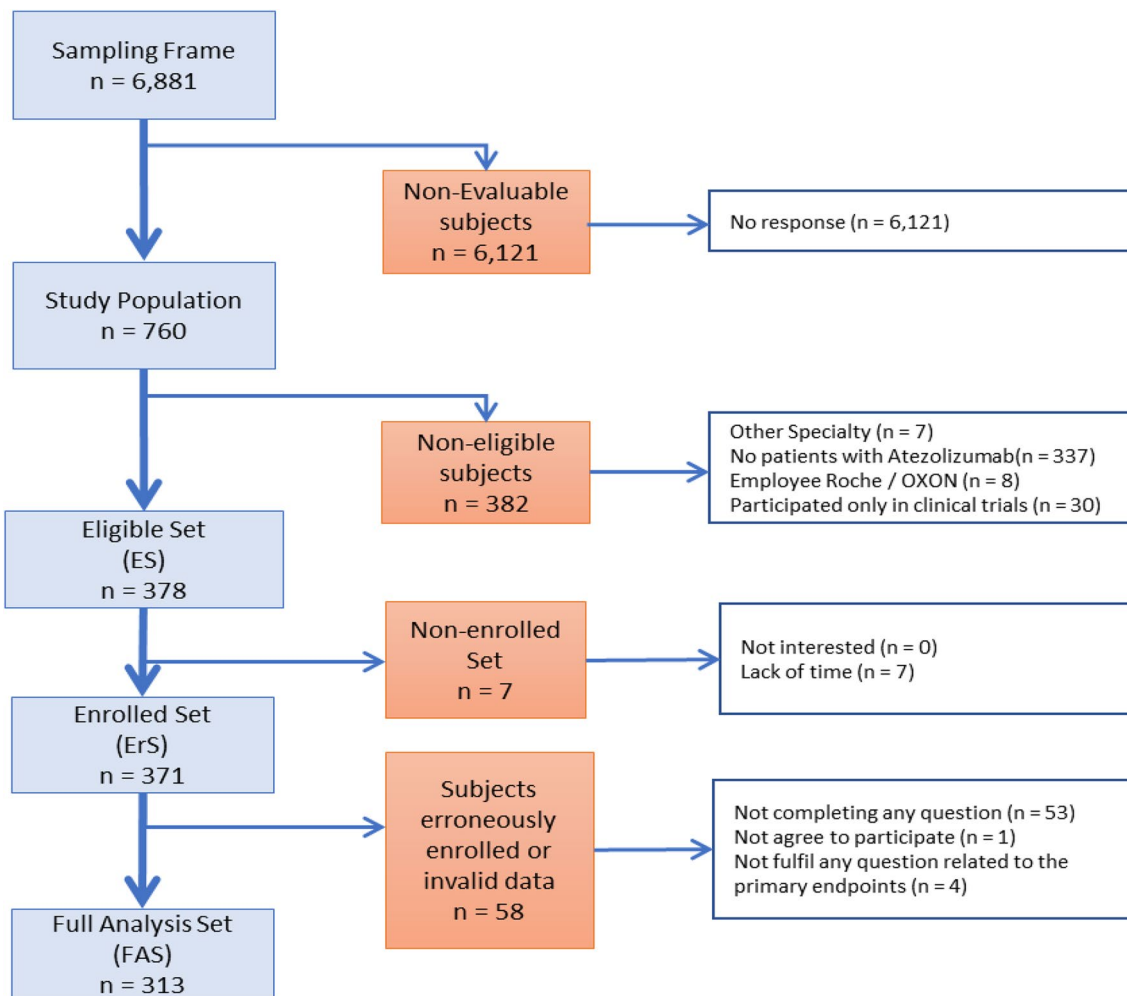 Sampling Frame
n = 6,881
Non-Evaluable
subjects
n = 6,121
No response (n = 6,121)
Study Population
n = 760
Non-eligible
subjects
n = 382
Other Specialty (n = 7)
No patients with Atezolizumab(n = 337)
Employee Roche / OXON (n = 8)
Participated only in clinical trials (n = 30)
Eligible Set
(ES)
n = 378
Non-enrolled
Set
n = 7
Not interested (n = 0)
Lack of time (n = 7)
Enrolled Set
(ErS)
n = 371
Subjects
erroneously
enrolled or
invalid data
n = 58
Not completing any question (n = 53)
Not agree to participate (n = 1)
Not fulfil any question related to the
primary endpoints (n = 4)
Full Analysis Set
(FAS)
n = 313